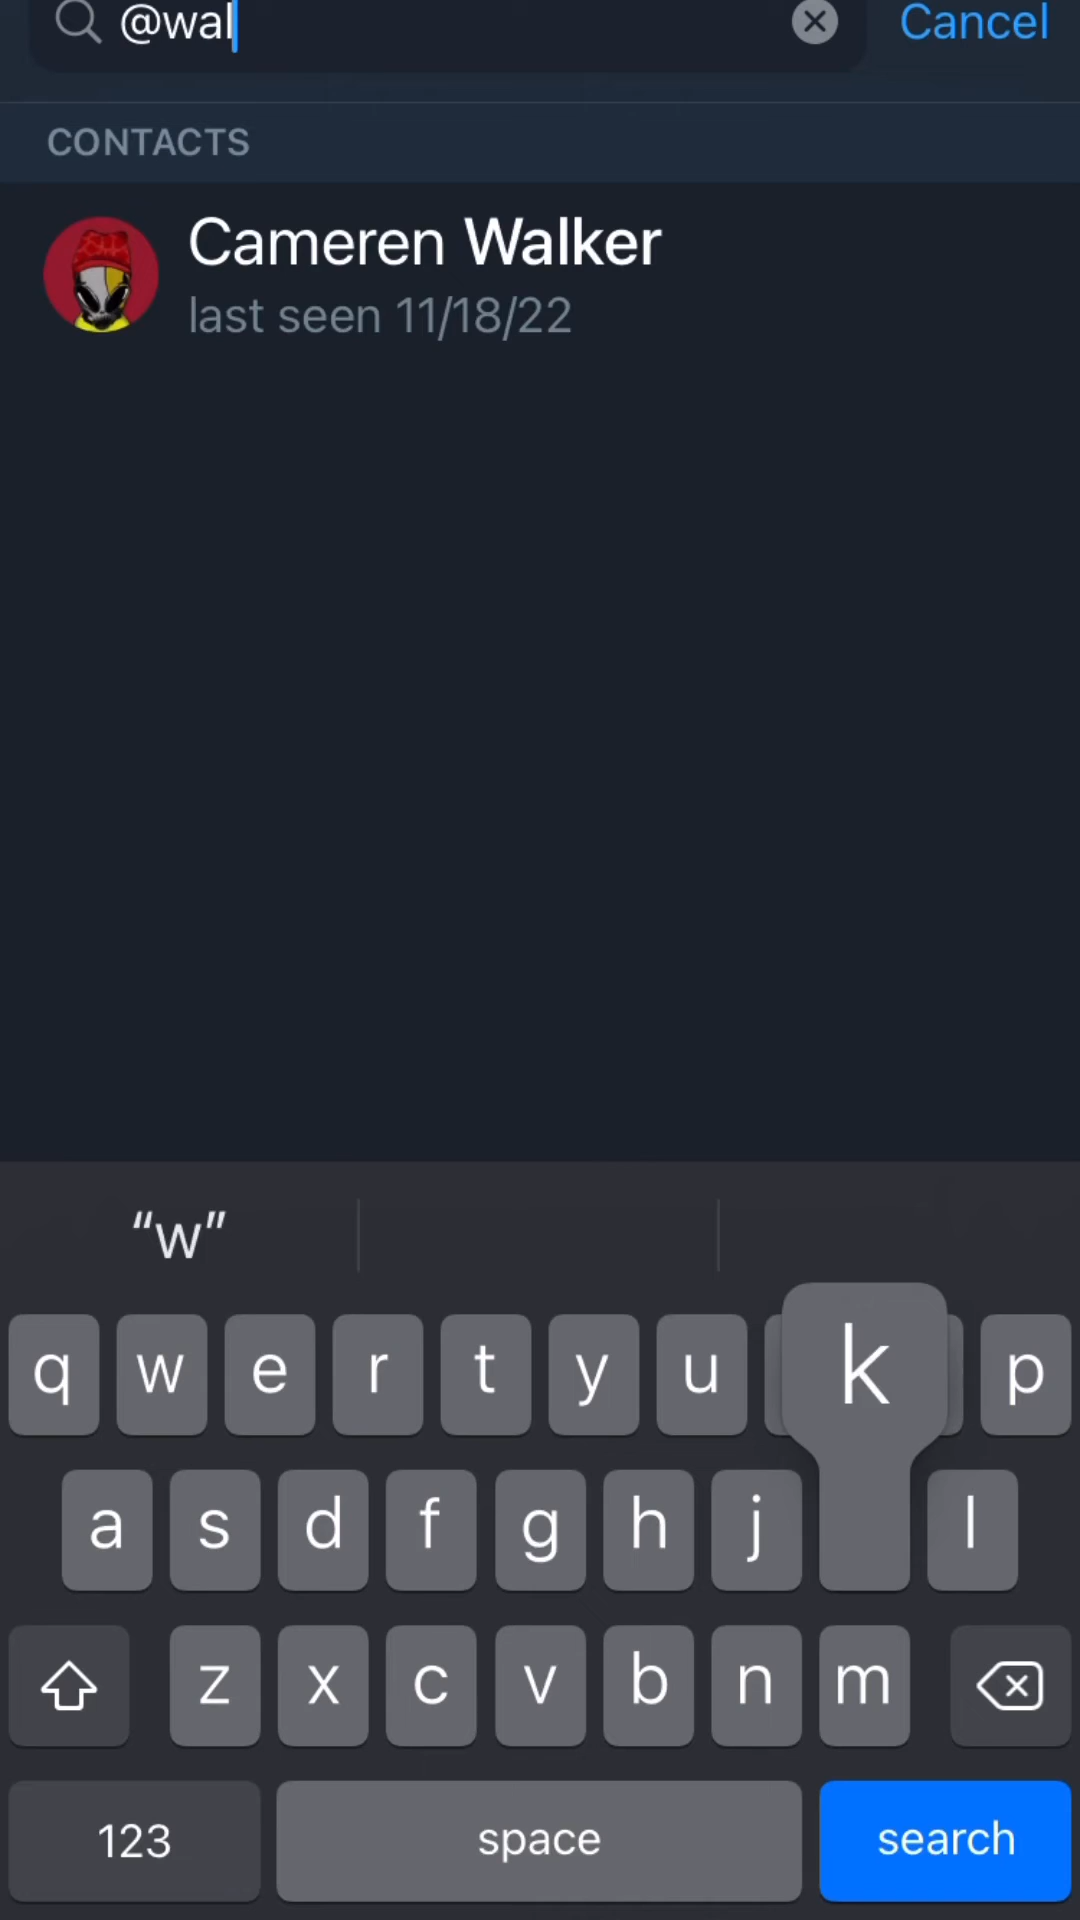 @wal
Cancel
CONTACTS
Cameren Walker
last seen 11/18/22
“w”
q w e r t y u k p
a s d f g h j l
z x c v b n m
123 space search